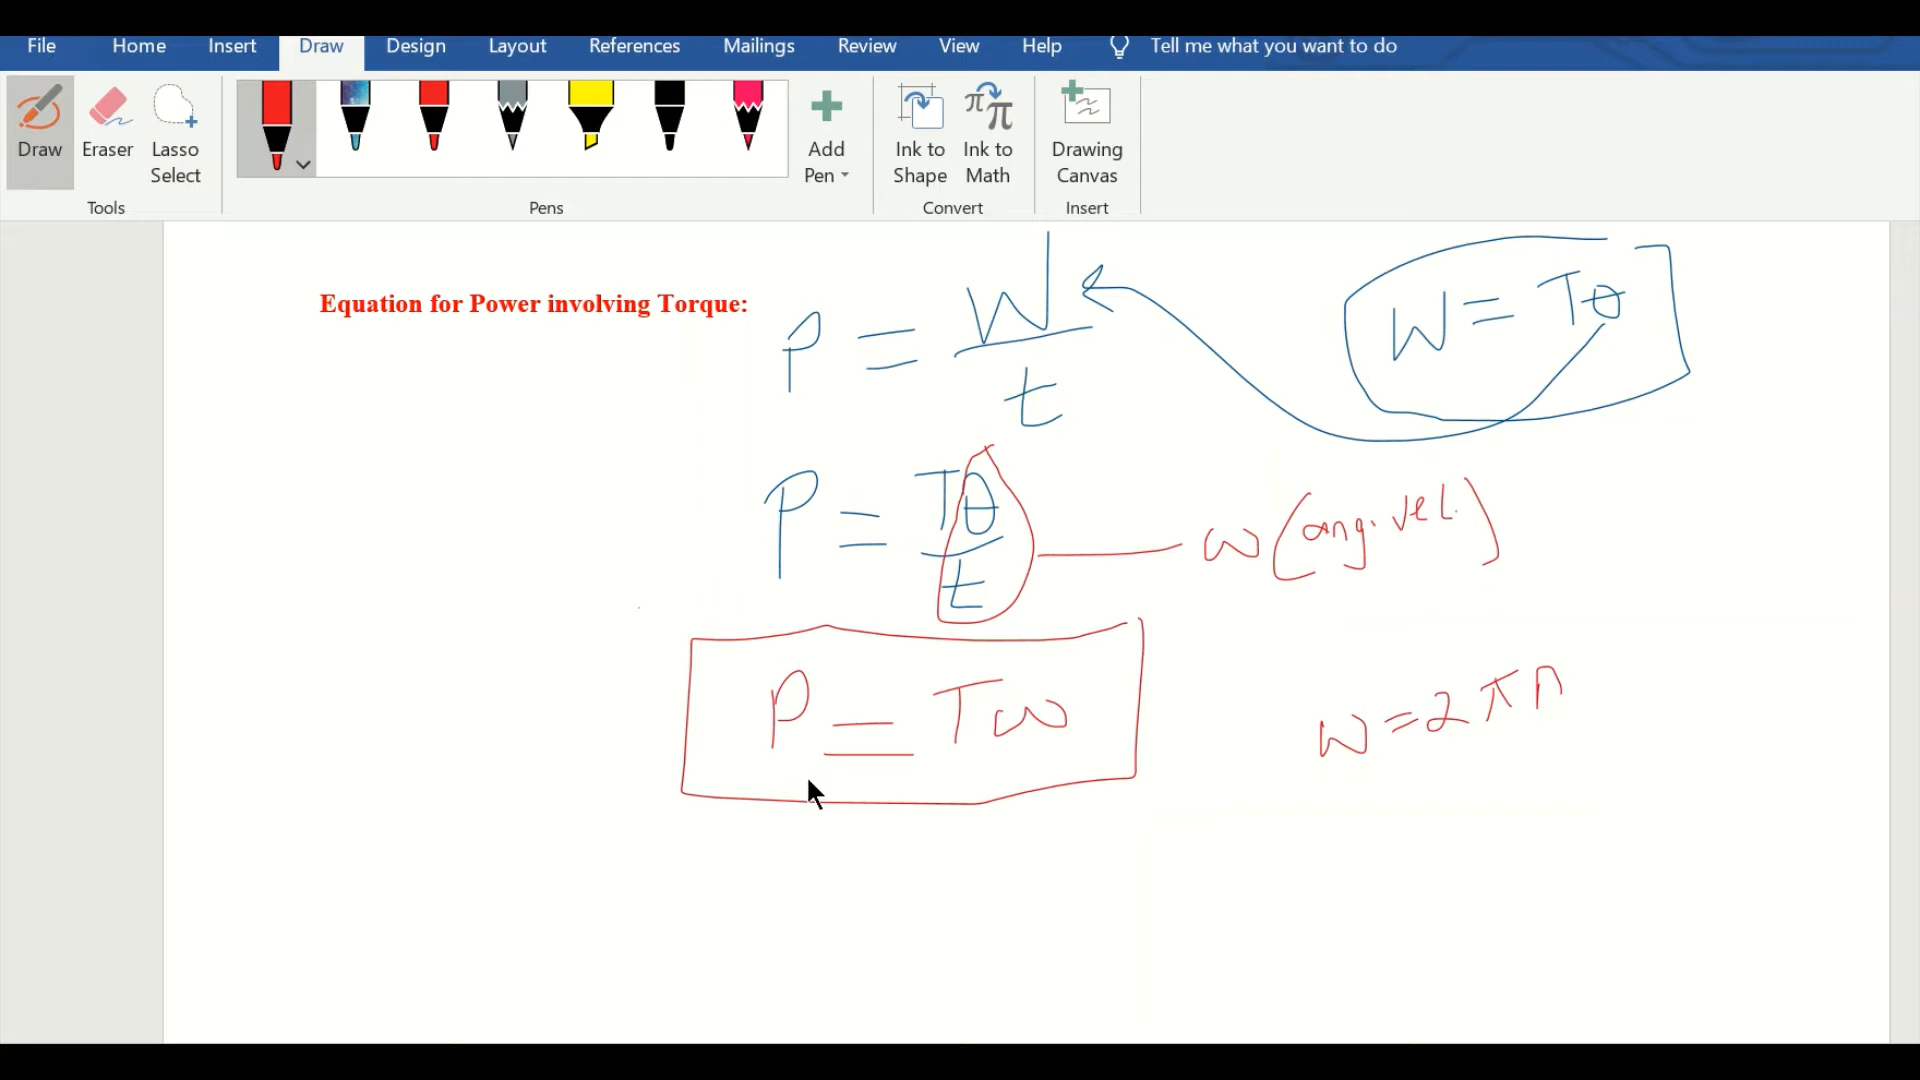 File Home Insert Draw Design Layout References Mailings Review View Help Tell me what you want to do
Draw Eraser Lasso Select Add Pen Ink to Shape Ink to Math Drawing Canvas
Tools Pens Convert Insert
Equation for Power involving Torque:
P = W/t
W = Tθ
P = Tθ/t
ω (ang. vel.)
P = Tω
ω = 2πn